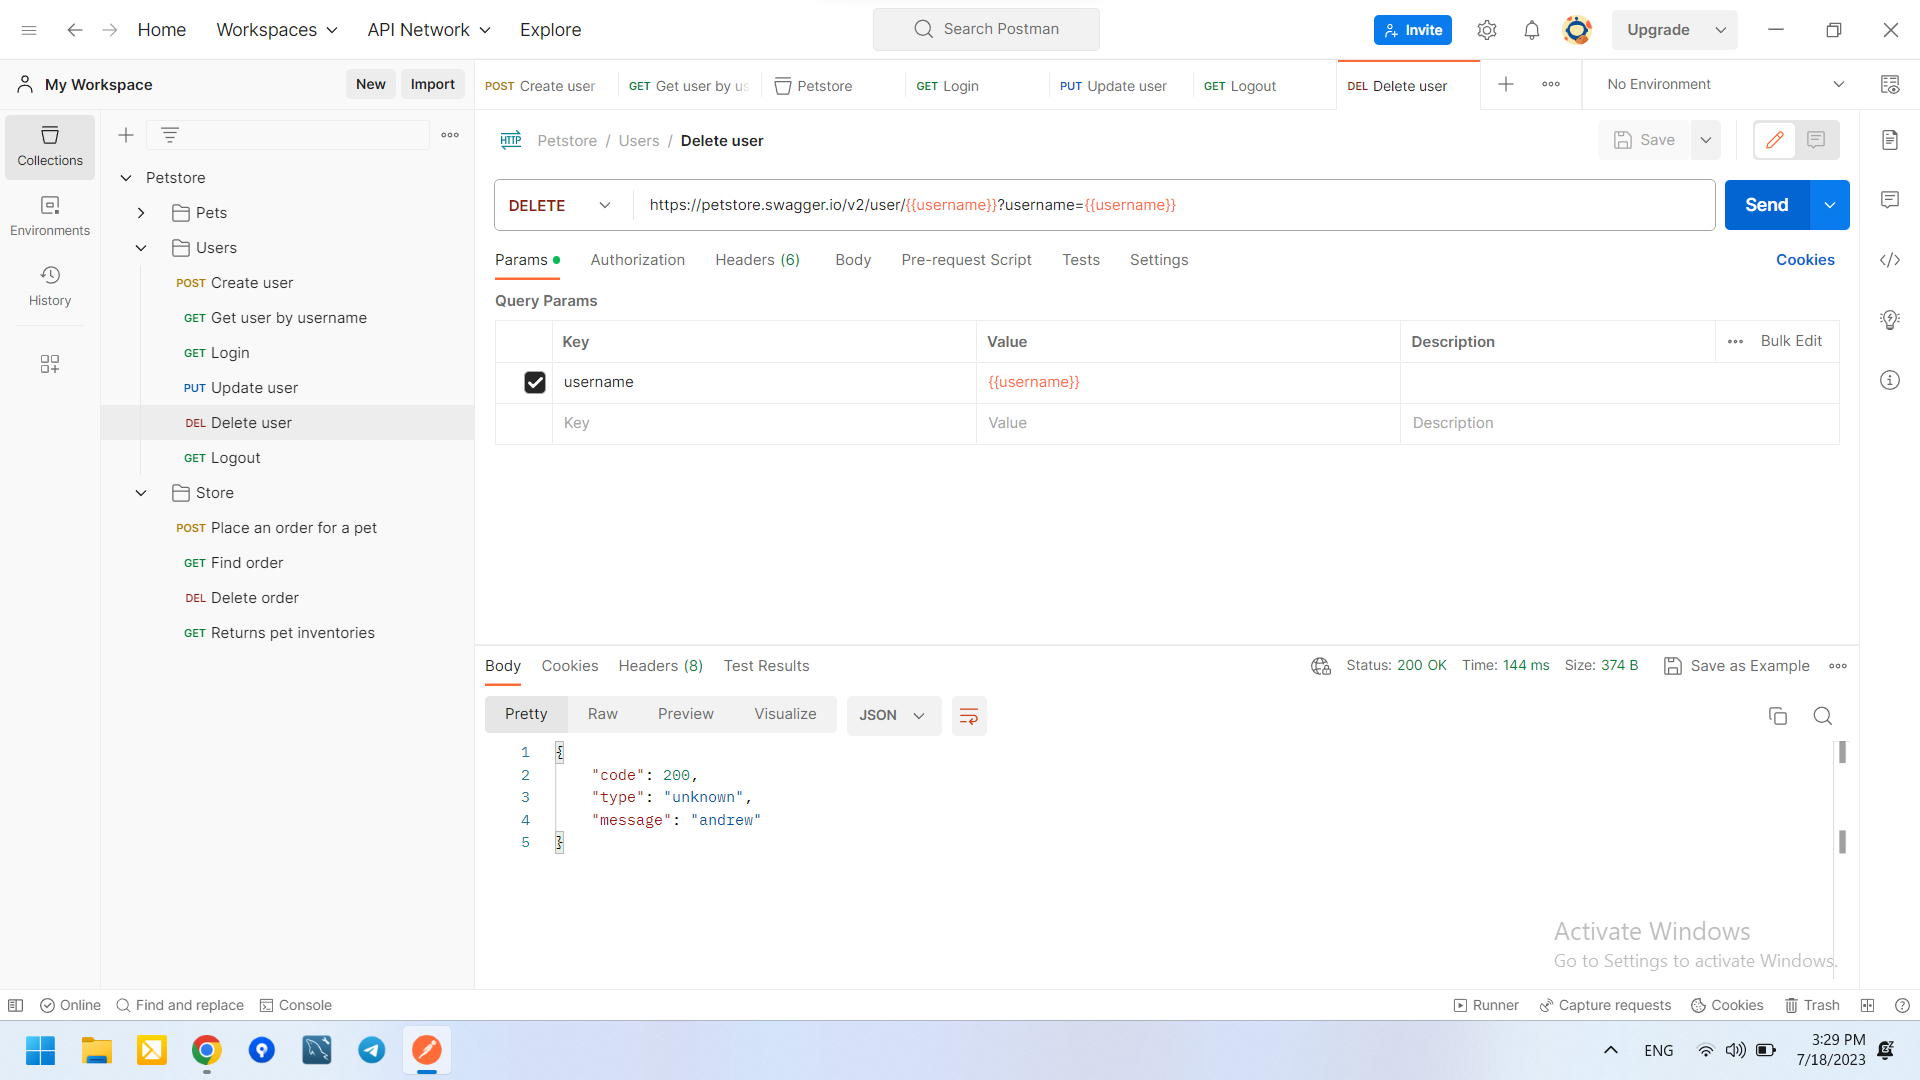 Home Workspaces API Network Explore Search Postman Invite Upgrade
My Workspace New Import
POST Create user GET Get user by us Petstore GET Login PUT Update user GET Logout DEL Delete user No Environment
Collections
Environments
History
Petstore
Pets
Users
POST Create user
GET Get user by username
GET Login
PUT Update user
DEL Delete user
GET Logout
Store
POST Place an order for a pet
GET Find order
DEL Delete order
GET Returns pet inventories
HTTP Petstore / Users / Delete user Save
DELETE https://petstore.swagger.io/v2/user/{{username}}?username={{username}} Send
Params Authorization Headers (6) Body Pre-request Script Tests Settings Cookies
Query Params
Key Value Description Bulk Edit
username {{username}}
Key Value Description
Body Cookies Headers (8) Test Results Status: 200 OK Time: 144 ms Size: 374 B Save as Example
Pretty Raw Preview Visualize JSON
1 {
2 "code": 200,
3 "type": "unknown",
4 "message": "andrew"
5 }
Activate Windows
Go to Settings to activate Windows.
Online Find and replace Console Runner Capture requests Cookies Trash
ENG 3:29 PM
7/18/2023